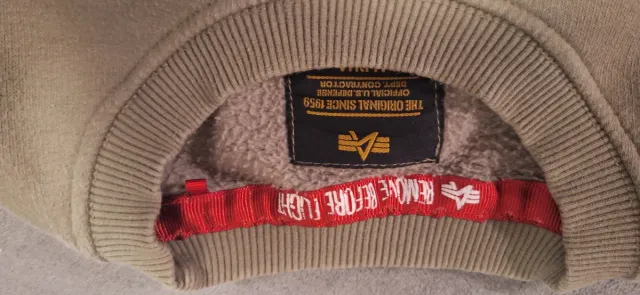 REMOVE BEFORE FLIGHT
THE ORIGINAL SINCE 1959
OFFICIAL U.S. DEFENSE
DEPT. CONTRACTOR